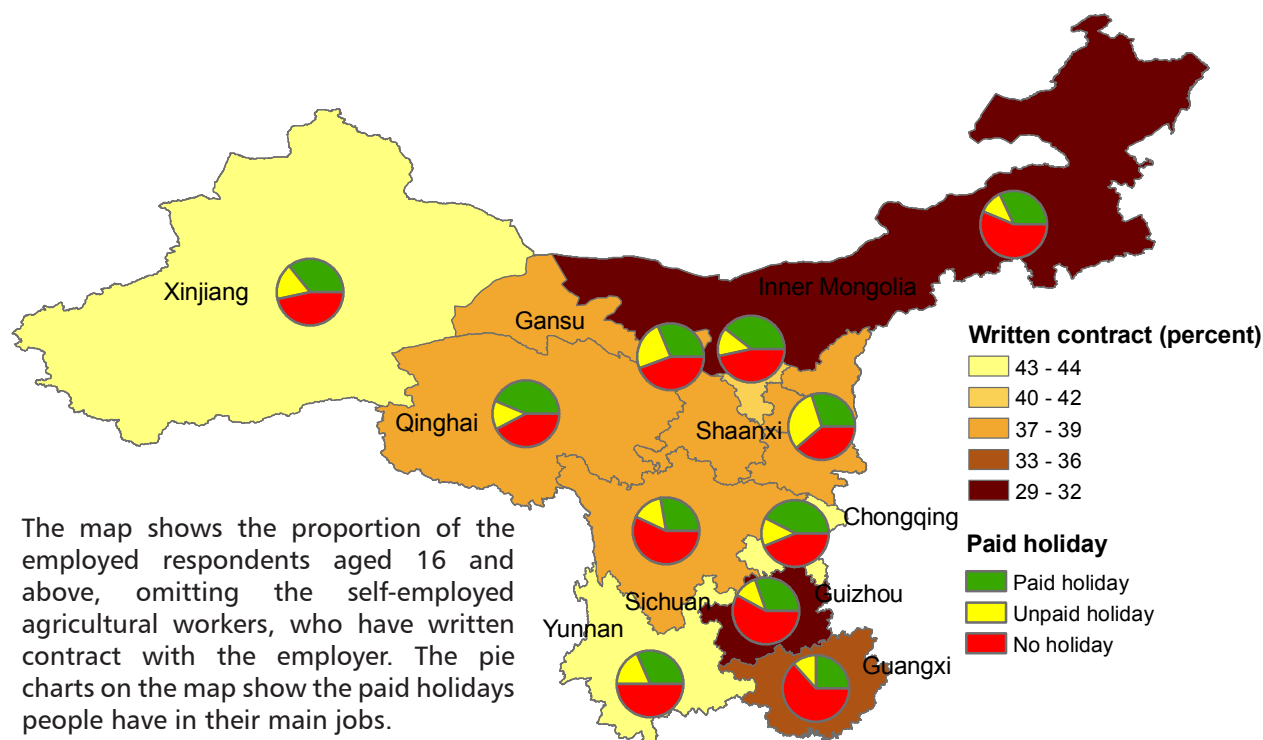 Xinjiang
Gansu
Inner Mongolia
Qinghai
Shaanxi
Chongqing
Sichuan
Guizhou
Yunnan
Guangxi
Written contract (percent)
43 - 44
40 - 42
37 - 39
33 - 36
29 - 32
Paid holiday
Paid holiday
Unpaid holiday
No holiday
The map shows the proportion of the
employed respondents aged 16 and
above, omitting the self-employed
agricultural workers, who have written
contract with the employer. The pie
charts on the map show the paid holidays
people have in their main jobs.